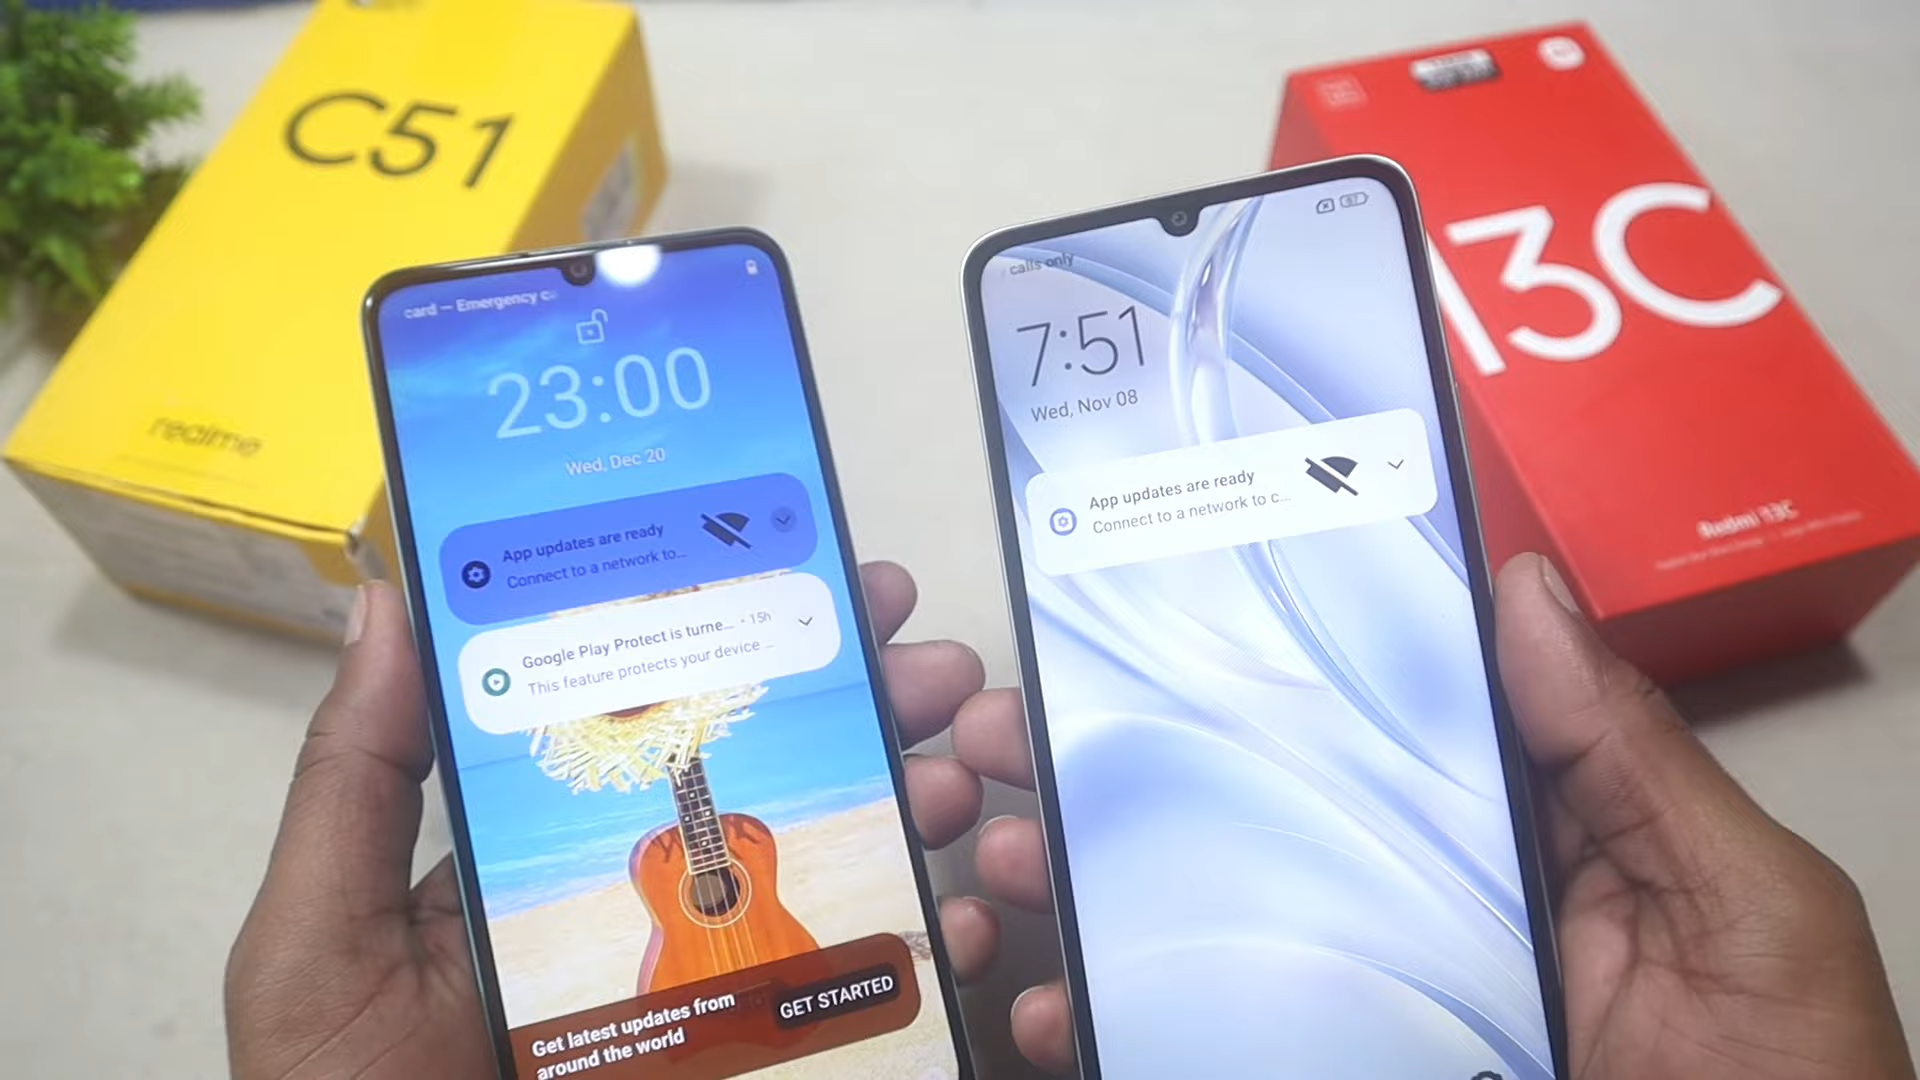 C51
realme
card — Emergency c
23:00
Wed, Dec 20
App updates are ready
Connect to a network to...
Google Play Protect is turne... • 15h
This feature protects your device ...
Get latest updates from
around the world
GET STARTED
calls only
67
7:51
Wed, Nov 08
App updates are ready
Connect to a network to c...
13C
Redmi 13C